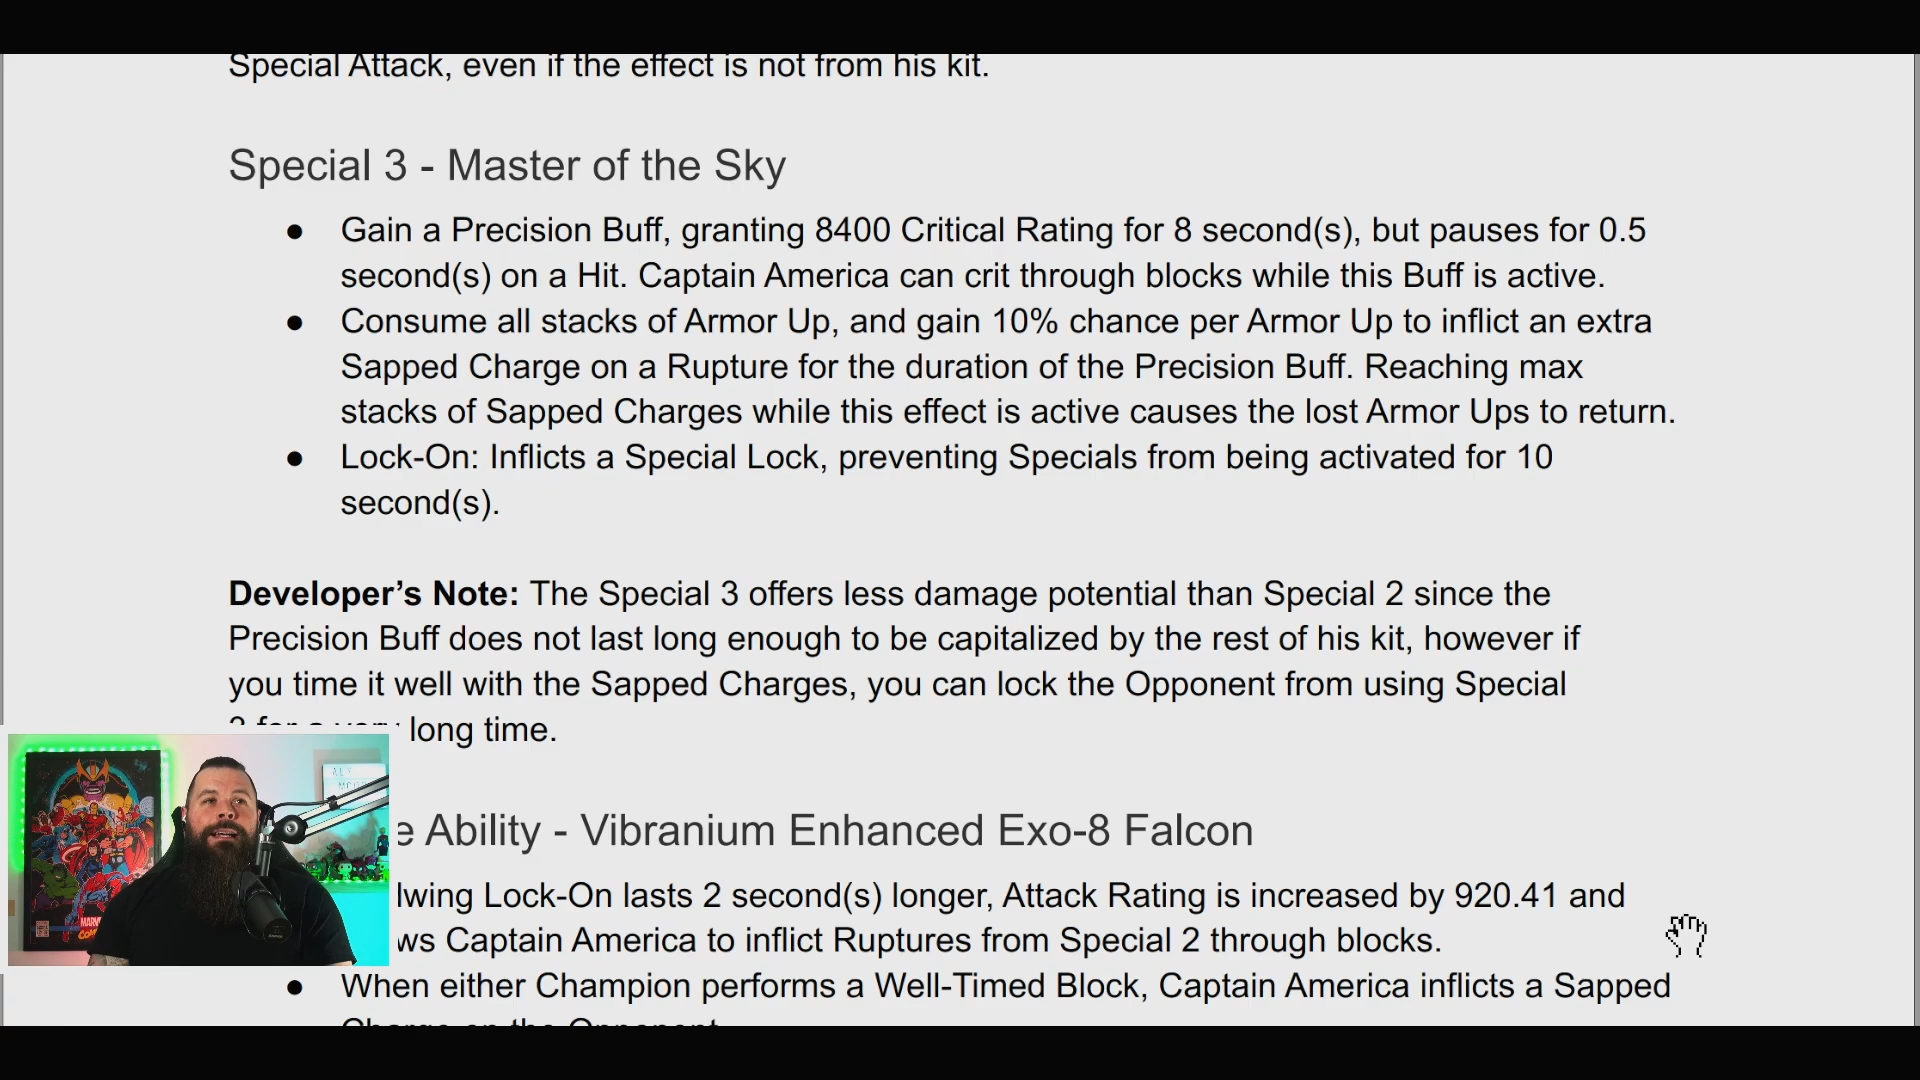 Special Attack, even if the effect is not from his kit.
Special 3 - Master of the Sky
● Gain a Precision Buff, granting 8400 Critical Rating for 8 second(s), but pauses for 0.5
second(s) on a Hit. Captain America can crit through blocks while this Buff is active.
● Consume all stacks of Armor Up, and gain 10% chance per Armor Up to inflict an extra
Sapped Charge on a Rupture for the duration of the Precision Buff. Reaching max
stacks of Sapped Charges while this effect is active causes the lost Armor Ups to return.
● Lock-On: Inflicts a Special Lock, preventing Specials from being activated for 10
second(s).
Developer's Note: The Special 3 offers less damage potential than Special 2 since the
Precision Buff does not last long enough to be capitalized by the rest of his kit, however if
you time it well with the Sapped Charges, you can lock the Opponent from using Special
for a very long time.
e Ability - Vibranium Enhanced Exo-8 Falcon
dwing Lock-On lasts 2 second(s) longer, Attack Rating is increased by 920.41 and
ws Captain America to inflict Ruptures from Special 2 through blocks.
● When either Champion performs a Well-Timed Block, Captain America inflicts a Sapped
Charge on the Opponent